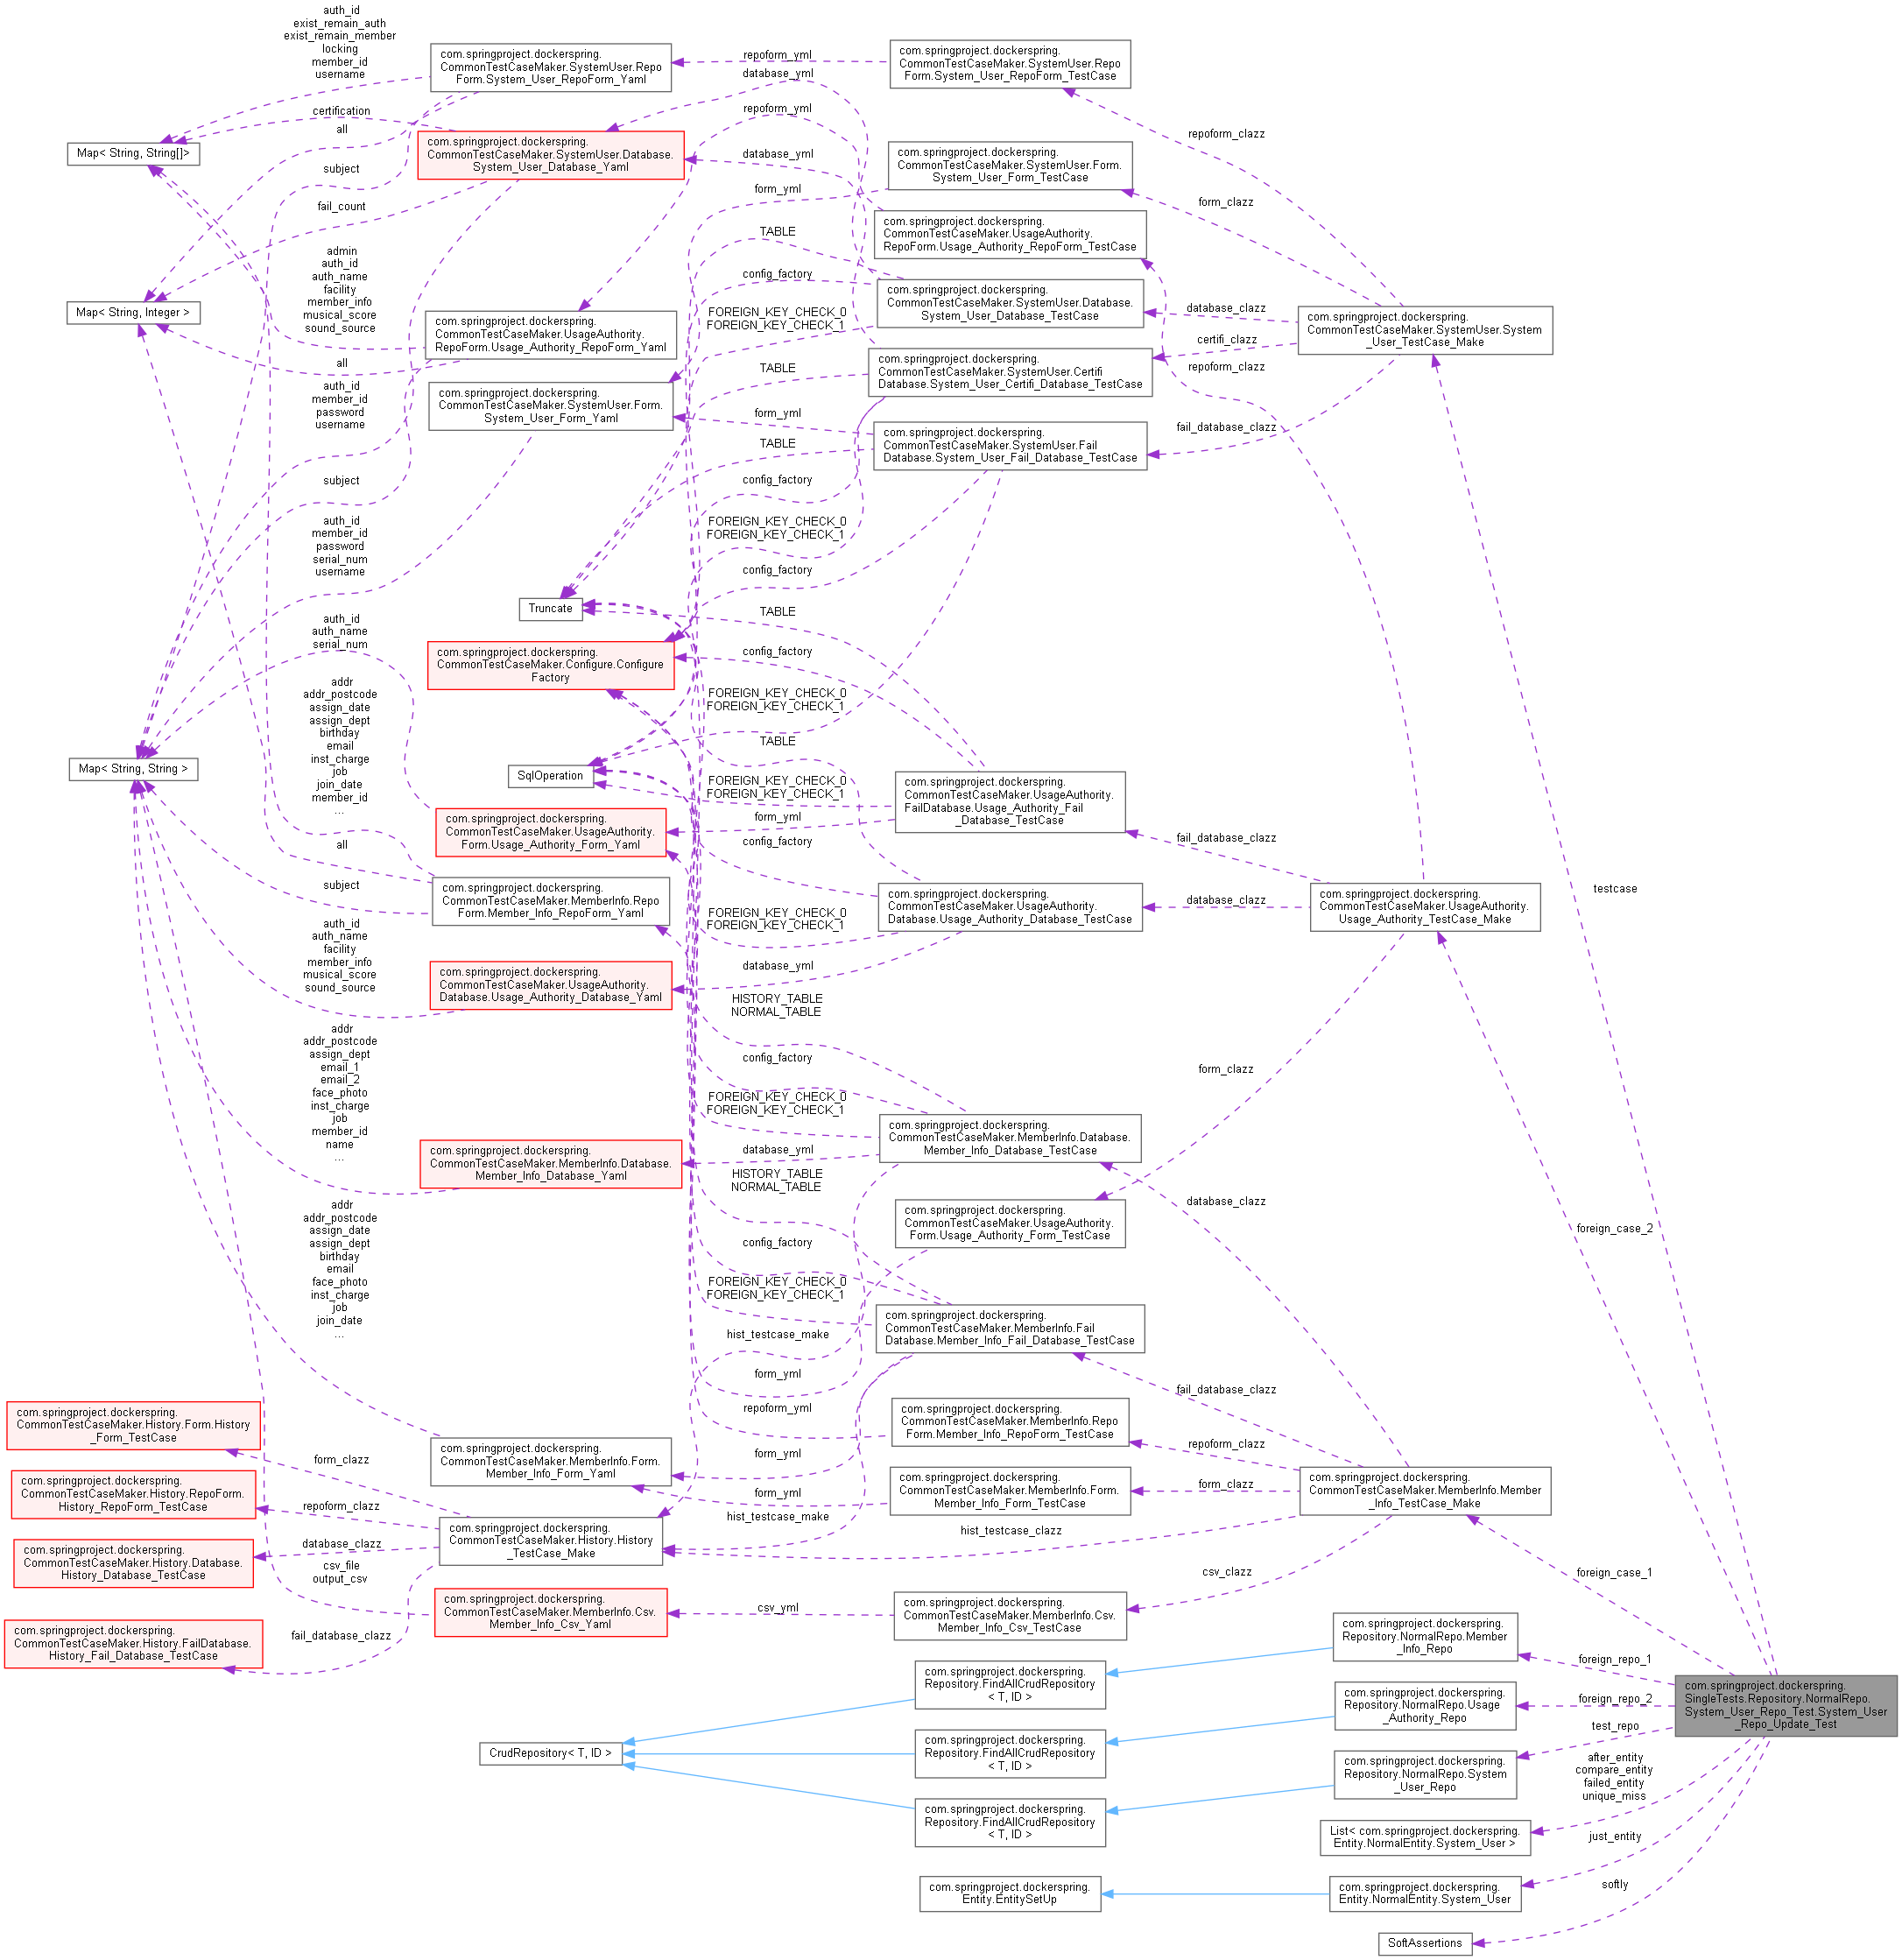 auth_id
exist_remain_auth
exist_remain_member
locking
member_id
username
com.springproject.dockerspring.
CommonTestCaseMaker.SystemUser.Repo
Form.System_User_RepoForm_Yaml
repoform_yml
com.springproject.dockerspring.
CommonTestCaseMaker.SystemUser.Repo
Form.System_User_RepoForm_TestCase
database_yml
certification
all
repoform_yml
repoform_clazz
Map< String, String[]>
com.springproject.dockerspring.
CommonTestCaseMaker.SystemUser.Database.
System_User_Database_Yaml
database_yml
com.springproject.dockerspring.
CommonTestCaseMaker.SystemUser.Form.
System_User_Form_TestCase
subject
form_yml
form_clazz
fail_count
TABLE
com.springproject.dockerspring.
CommonTestCaseMaker.UsageAuthority.
RepoForm.Usage_Authority_RepoForm_TestCase
admin
auth_id
auth_name
facility
member_info
musical_score
sound_source
config_factory
com.springproject.dockerspring.
CommonTestCaseMaker.SystemUser.Database.
System_User_Database_TestCase
database_clazz
Map< String, Integer >
com.springproject.dockerspring.
CommonTestCaseMaker.UsageAuthority.
RepoForm.Usage_Authority_RepoForm_Yaml
FOREIGN_KEY_CHECK_0
FOREIGN_KEY_CHECK_1
com.springproject.dockerspring.
CommonTestCaseMaker.SystemUser.System
_User_TestCase_Make
certifi_clazz
all
TABLE
com.springproject.dockerspring.
CommonTestCaseMaker.SystemUser.Certifi
Database.System_User_Certifi_Database_TestCase
repoform_clazz
auth_id
member_id
password
username
com.springproject.dockerspring.
CommonTestCaseMaker.SystemUser.Form.
System_User_Form_Yaml
form_yml
TABLE
com.springproject.dockerspring.
CommonTestCaseMaker.SystemUser.Fail
Database.System_User_Fail_Database_TestCase
fail_database_clazz
subject
config_factory
auth_id
member_id
password
serial_num
username
FOREIGN_KEY_CHECK_0
FOREIGN_KEY_CHECK_1
config_factory
Truncate
TABLE
auth_id
auth_name
serial_num
com.springproject.dockerspring.
CommonTestCaseMaker.Configure.Configure
Factory
config_factory
addr
addr_postcode
assign_date
assign_dept
birthday
email
inst_charge
job
join_date
member_id
...
FOREIGN_KEY_CHECK_0
FOREIGN_KEY_CHECK_1
TABLE
Map< String, String >
SqlOperation
FOREIGN_KEY_CHECK_0
FOREIGN_KEY_CHECK_1
com.springproject.dockerspring.
CommonTestCaseMaker.UsageAuthority.
FailDatabase.Usage_Authority_Fail
_Database_TestCase
com.springproject.dockerspring.
CommonTestCaseMaker.UsageAuthority.
Form.Usage_Authority_Form_Yaml
form_yml
config_factory
fail_database_clazz
all
subject
com.springproject.dockerspring.
CommonTestCaseMaker.MemberInfo.Repo
Form.Member_Info_RepoForm_Yaml
com.springproject.dockerspring.
CommonTestCaseMaker.UsageAuthority.
Database.Usage_Authority_Database_TestCase
database_clazz
com.springproject.dockerspring.
CommonTestCaseMaker.UsageAuthority.
Usage_Authority_TestCase_Make
testcase
FOREIGN_KEY_CHECK_0
FOREIGN_KEY_CHECK_1
auth_id
auth_name
facility
member_info
musical_score
sound_source
com.springproject.dockerspring.
CommonTestCaseMaker.UsageAuthority.
Database.Usage_Authority_Database_Yaml
database_yml
HISTORY_TABLE
NORMAL_TABLE
addr
addr_postcode
assign_dept
email_1
email_2
face_photo
inst_charge
job
member_id
name
...
config_factory
form_clazz
FOREIGN_KEY_CHECK_0
FOREIGN_KEY_CHECK_1
com.springproject.dockerspring.
CommonTestCaseMaker.MemberInfo.Database.
Member_Info_Database_TestCase
com.springproject.dockerspring.
CommonTestCaseMaker.MemberInfo.Database.
Member_Info_Database_Yaml
database_yml
HISTORY_TABLE
NORMAL_TABLE
database_clazz
com.springproject.dockerspring.
CommonTestCaseMaker.UsageAuthority.
Form.Usage_Authority_Form_TestCase
foreign_case_2
addr
addr_postcode
assign_date
assign_dept
birthday
email
face_photo
inst_charge
job
join_date
...
config_factory
FOREIGN_KEY_CHECK_0
FOREIGN_KEY_CHECK_1
com.springproject.dockerspring.
CommonTestCaseMaker.MemberInfo.Fail
Database.Member_Info_Fail_Database_TestCase
hist_testcase_make
form_yml
fail_database_clazz
repoform_yml
com.springproject.dockerspring.
CommonTestCaseMaker.MemberInfo.Repo
Form.Member_Info_RepoForm_TestCase
repoform_clazz
com.springproject.dockerspring.
CommonTestCaseMaker.History.Form.History
_Form_TestCase
form_clazz
com.springproject.dockerspring.
CommonTestCaseMaker.MemberInfo.Form.
Member_Info_Form_Yaml
form_yml
form_yml
com.springproject.dockerspring.
CommonTestCaseMaker.MemberInfo.Form.
Member_Info_Form_TestCase
form_clazz
com.springproject.dockerspring.
CommonTestCaseMaker.MemberInfo.Member
_Info_TestCase_Make
com.springproject.dockerspring.
CommonTestCaseMaker.History.RepoForm.
History_RepoForm_TestCase
repoform_clazz
hist_testcase_make
com.springproject.dockerspring.
CommonTestCaseMaker.History.History
_TestCase_Make
hist_testcase_clazz
com.springproject.dockerspring.
CommonTestCaseMaker.History.Database.
History_Database_TestCase
database_clazz
csv_file
output_csv
csv_clazz
foreign_case_1
com.springproject.dockerspring.
CommonTestCaseMaker.MemberInfo.Csv.
Member_Info_Csv_Yaml
csv_yml
com.springproject.dockerspring.
CommonTestCaseMaker.MemberInfo.Csv.
Member_Info_Csv_TestCase
com.springproject.dockerspring.
CommonTestCaseMaker.History.FailDatabase.
History_Fail_Database_TestCase
fail_database_clazz
com.springproject.dockerspring.
Repository.NormalRepo.Member
_Info_Repo
foreign_repo_1
com.springproject.dockerspring.
Repository.FindAllCrudRepository
< T, ID >
com.springproject.dockerspring.
Repository.NormalRepo.Usage
_Authority_Repo
foreign_repo_2
com.springproject.dockerspring.
SingleTests.Repository.NormalRepo.
System_User_Repo_Test.System_User
_Repo_Update_Test
test_repo
CrudRepository< T, ID >
com.springproject.dockerspring.
Repository.FindAllCrudRepository
< T, ID >
com.springproject.dockerspring.
Repository.NormalRepo.System
_User_Repo
after_entity
compare_entity
failed_entity
unique_miss
com.springproject.dockerspring.
Repository.FindAllCrudRepository
< T, ID >
List< com.springproject.dockerspring.
Entity.NormalEntity.System_User >
just_entity
com.springproject.dockerspring.
Entity.EntitySetUp
com.springproject.dockerspring.
Entity.NormalEntity.System_User
softly
SoftAssertions